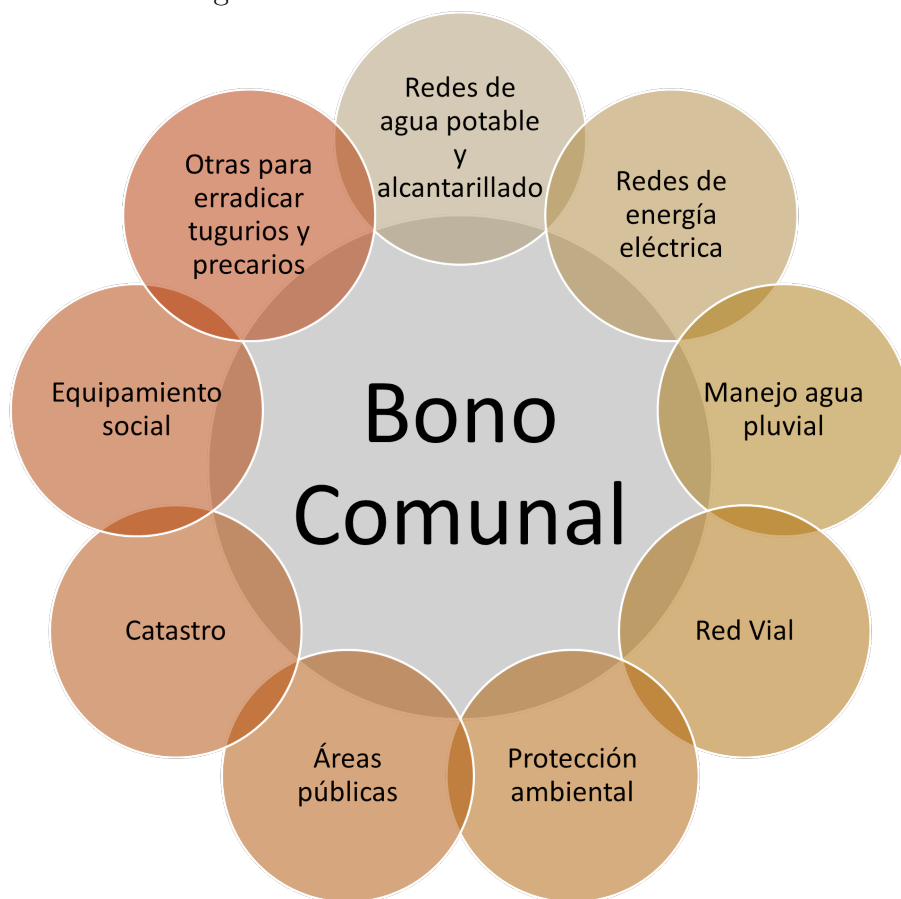 Redes de
agua potable
y
alcantarillado
Redes de
energía
eléctrica
Manejo agua
pluvial
Red Vial
Protección
ambiental
Áreas
públicas
Catastro
Equipamiento
social
Otras para
erradicar
tugurios y
precarios
Bono
Comunal